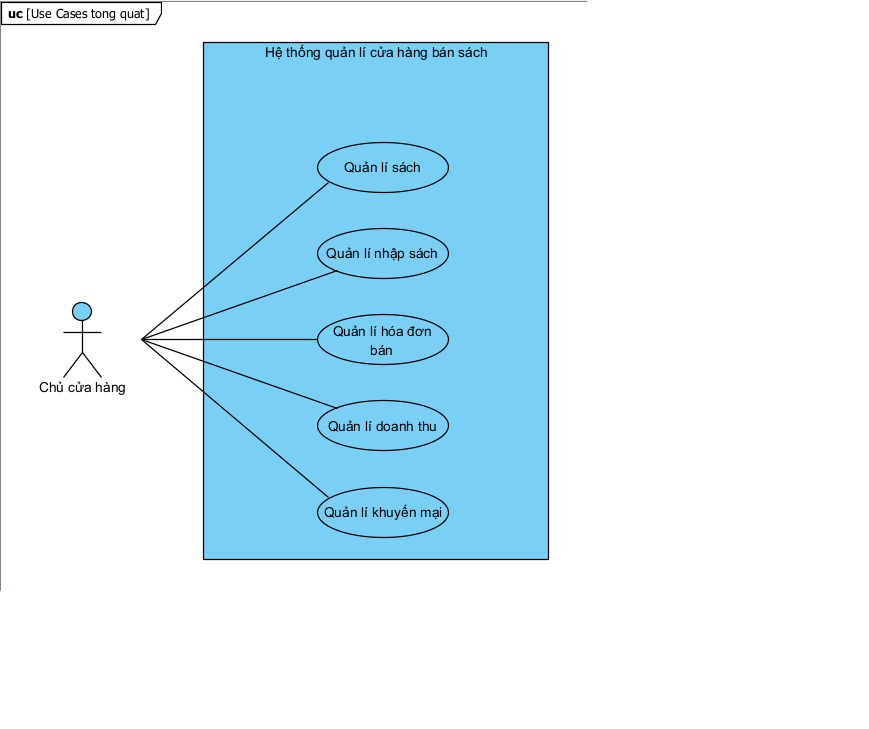 uc [Use Cases tong quat]
Hệ thống quản lí cửa hàng bán sách
Quản lí sách
Quản lí nhập sách
Quản lí hóa đơn
bán
Chủ cửa hàng
Quản lí doanh thu
Quản lí khuyến mại